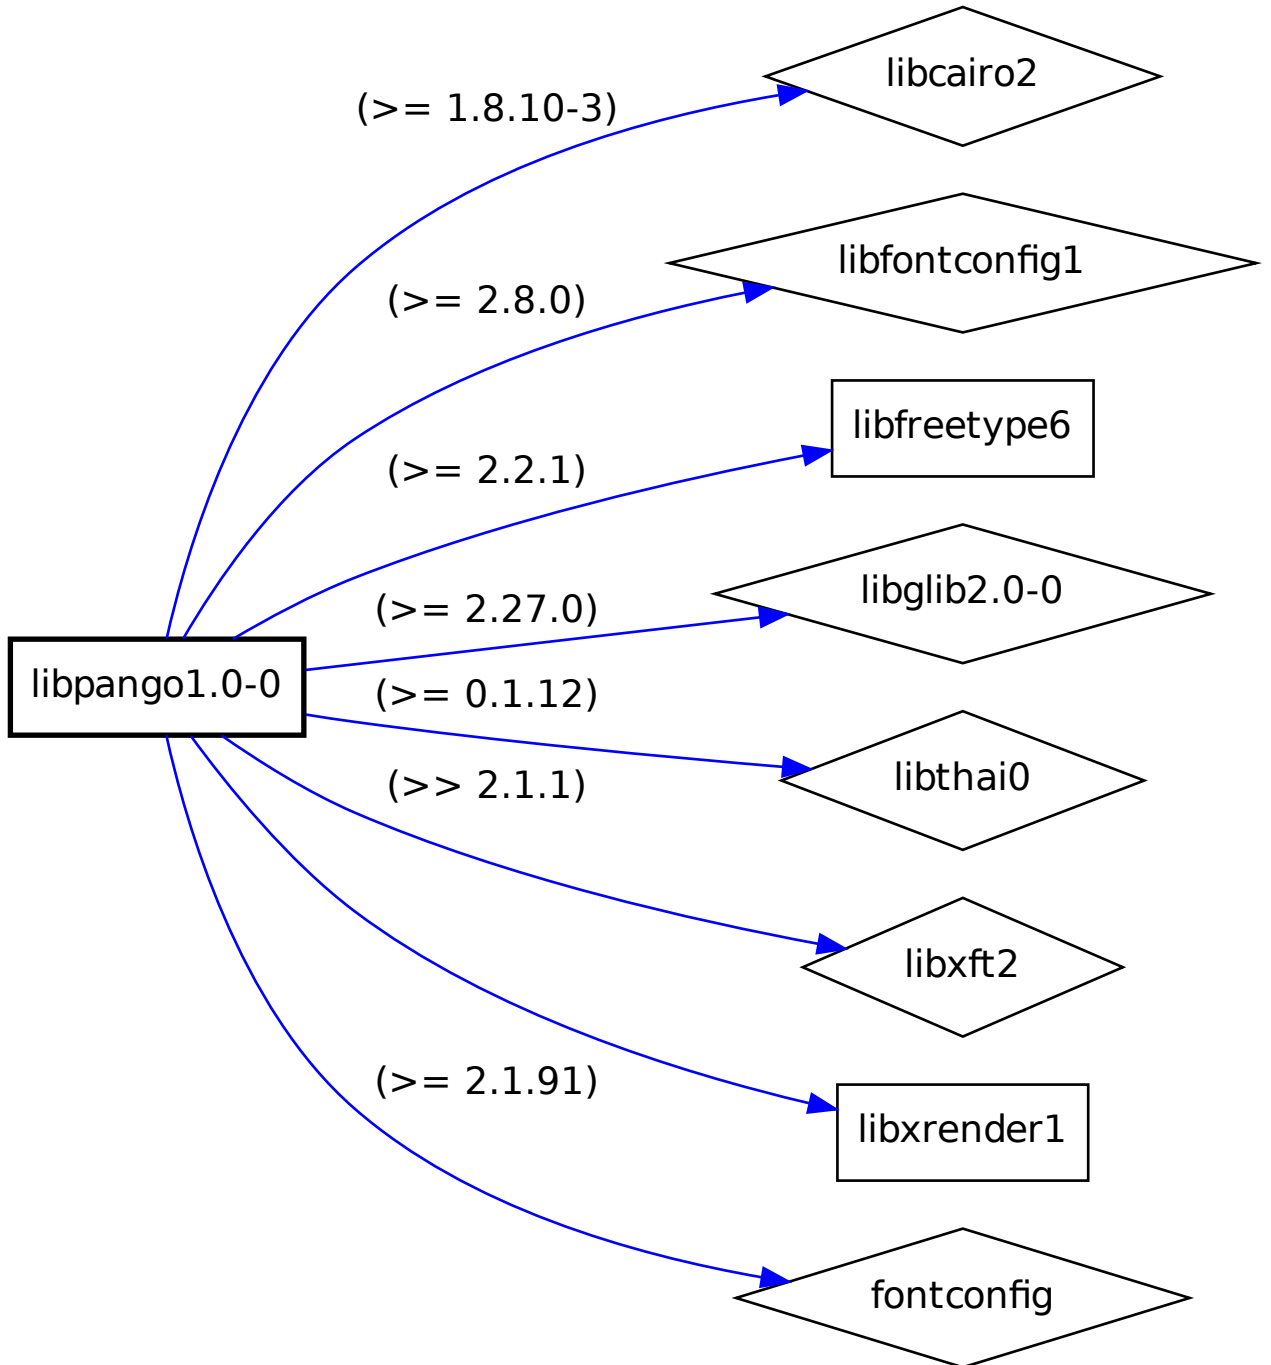 libcairo2
(>= 1.8.10-3)
libfontconfig1
(>= 2.8.0)
libfreetype6
(>= 2.2.1)
libglib2.0-0
(>= 2.27.0)
libpango1.0-0
(>= 0.1.12)
libthai0
(>> 2.1.1)
libxft2
(>= 2.1.91)
libxrender1
fontconfig